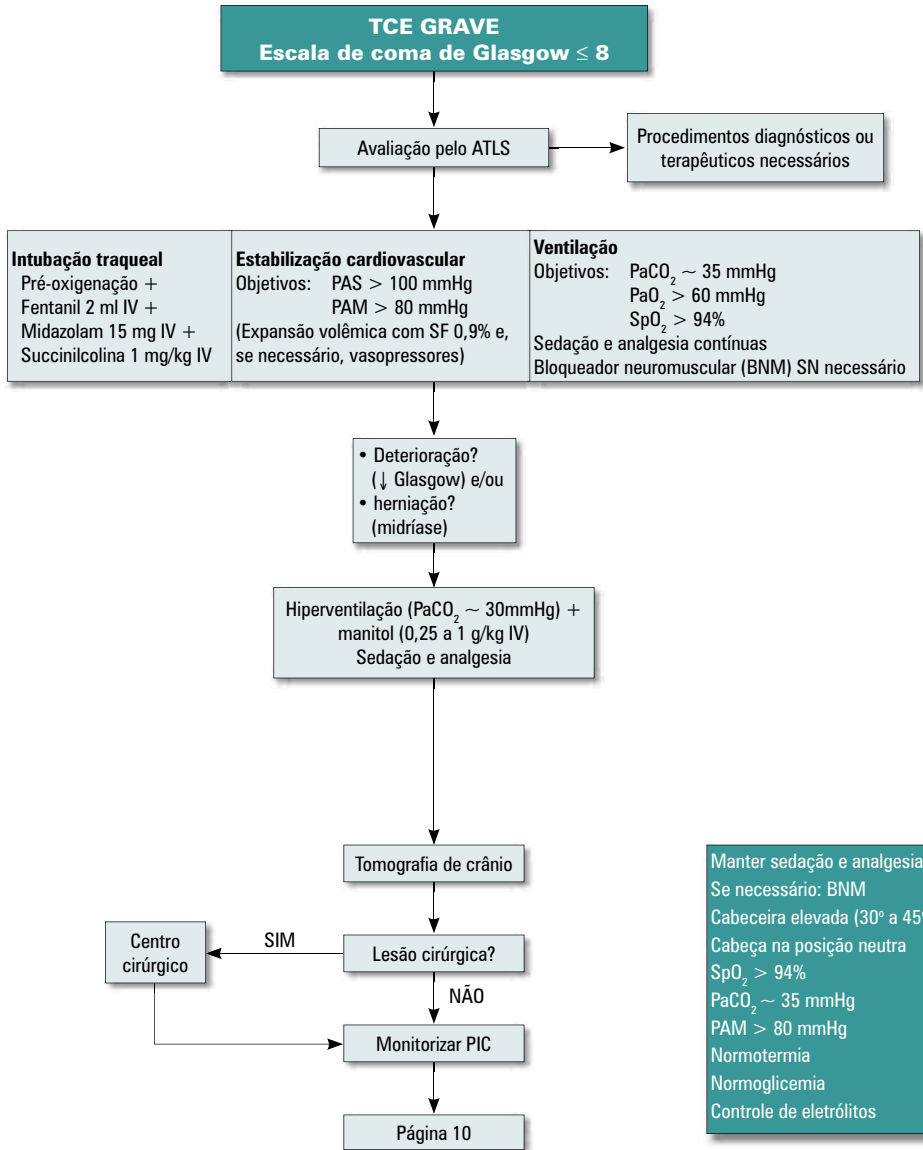 TCE GRAVE
Escala de coma de Glasgow ≤ 8
Avaliação pelo ATLS
Procedimentos diagnósticos ou
terapêuticos necessários
Intubação traqueal
Pré-oxigenação +
Fentanil 2 ml IV +
Midazolam 15 mg IV +
Succinilcolina 1 mg/kg IV
Estabilização cardiovascular
Objetivos: PAS > 100 mmHg
PAM > 80 mmHg
(Expansão volêmica com SF 0,9% e,
se necessário, vasopressores)
Ventilação
Objetivos: PaCO₂ ~ 35 mmHg
PaO₂ > 60 mmHg
SpO₂ > 94%
Sedação e analgesia contínuas
Bloqueador neuromuscular (BNM) SN necessário
• Deterioração?
(↓ Glasgow) e/ou
• herniação?
(midríase)
Hiperventilação (PaCO₂ ~ 30mmHg) +
manitol (0,25 a 1 g/kg IV)
Sedação e analgesia
Tomografia de crânio
Centro
cirúrgico
SIM
Lesão cirúrgica?
NÃO
Monitorizar PIC
Página 10
Manter sedação e analgesia
Se necessário: BNM
Cabeceira elevada (30º a 45º
Cabeça na posição neutra
SpO₂ > 94%
PaCO₂ ~ 35 mmHg
PAM > 80 mmHg
Normotermia
Normoglicemia
Controle de eletrólitos